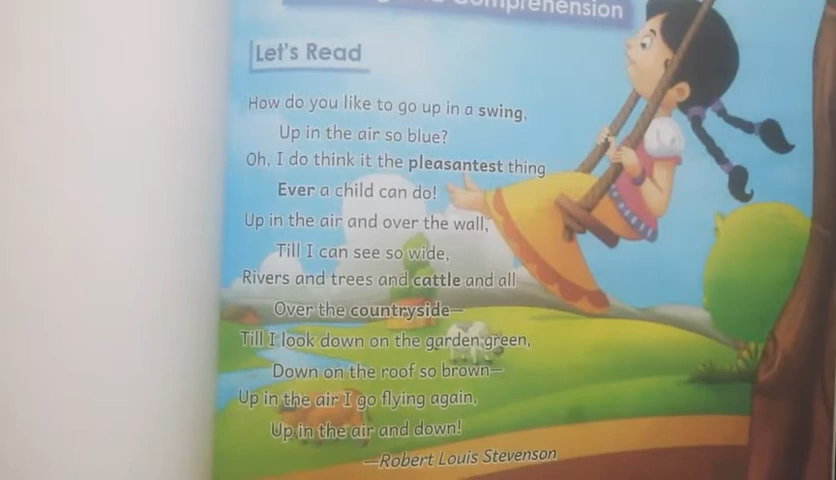 Comprehension
Let's Read
How do you like to go up in a swing,
Up in the air so blue?
Oh, I do think it the pleasantest thing
Ever a child can do!
Up in the air and over the wall,
Till I can see so wide,
Rivers and trees and cattle and all
Over the countryside—
Till I look down on the garden green,
Down on the roof so brown—
Up in the air I go flying again,
Up in the air and down!
—Robert Louis Stevenson